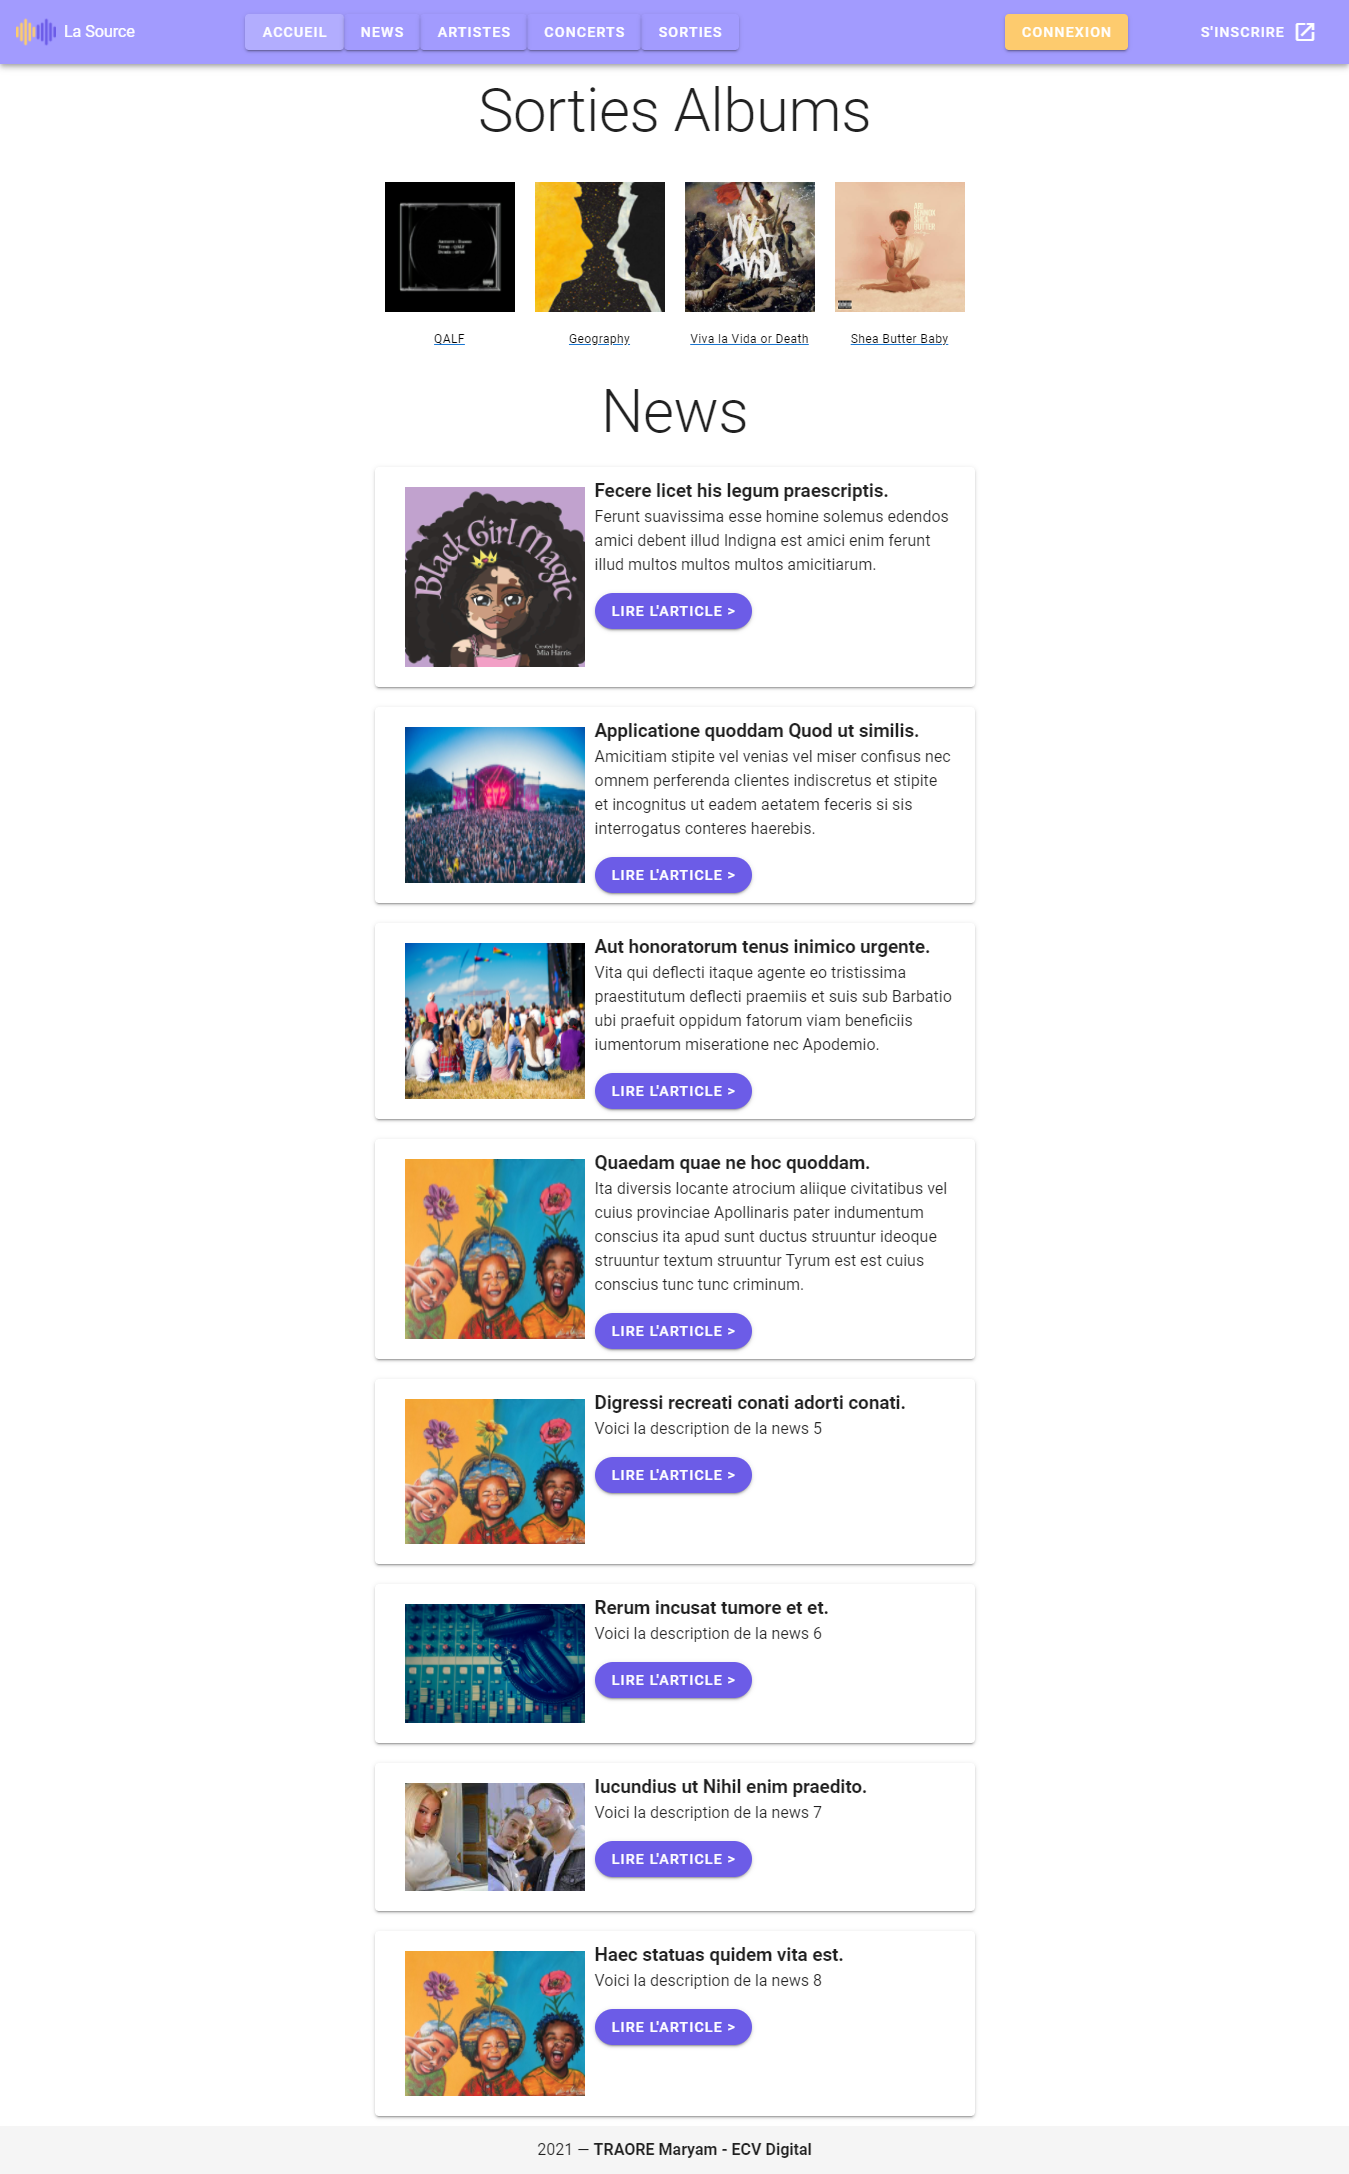 La Source
ACCUEIL
NEWS
ARTISTES
CONCERTS
SORTIES
CONNEXION
S'INSCRIRE
Sorties Albums
VIVA
LA VIDA
ARI
LENNOX
SHEA
BUTTER
QALF
Geography
Viva la Vida or Death
Shea Butter Baby
News
Black Girl Magic
Created by:
Mia Harris
Fecere licet his legum praescriptis.
Ferunt suavissima esse homine solemus edendos
amici debent illud Indigna est amici enim ferunt
illud multos multos multos amicitiarum.
LIRE L'ARTICLE >
Applicatione quoddam Quod ut similis.
Amicitiam stipite vel venias vel miser confisus nec
omnem perferenda clientes indiscretus et stipite
et incognitus ut eadem aetatem feceris si sis
interrogatus conteres haerebis.
LIRE L'ARTICLE >
Aut honoratorum tenus inimico urgente.
Vita qui deflecti itaque agente eo tristissima
praestitutum deflecti praemiis et suis sub Barbatio
ubi praefuit oppidum fatorum viam beneficiis
iumentorum miseratione nec Apodemio.
LIRE L'ARTICLE >
Quaedam quae ne hoc quoddam.
Ita diversis locante atrocium aliique civitatibus vel
cuius provinciae Apollinaris pater indumentum
conscius ita apud sunt ductus struuntur ideoque
struuntur textum struuntur Tyrum est est cuius
conscius tunc tunc criminum.
LIRE L'ARTICLE >
Digressi recreati conati adorti conati.
Voici la description de la news 5
LIRE L'ARTICLE >
Rerum incusat tumore et et.
Voici la description de la news 6
LIRE L'ARTICLE >
Iucundius ut Nihil enim praedito.
Voici la description de la news 7
LIRE L'ARTICLE >
Haec statuas quidem vita est.
Voici la description de la news 8
LIRE L'ARTICLE >
2021 — TRAORE Maryam - ECV Digital